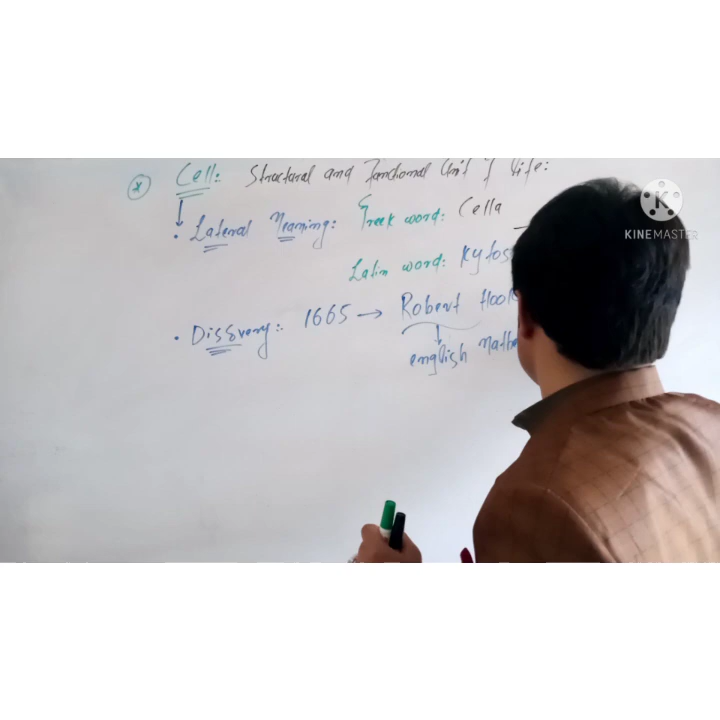 Cell: Structural and Functional Unit of Life:
Lateral Meaning: Greek word: Cella
Latin word: Kytos
Discovery: 1665 → Robert Hook
english Mathe
KINEMASTER